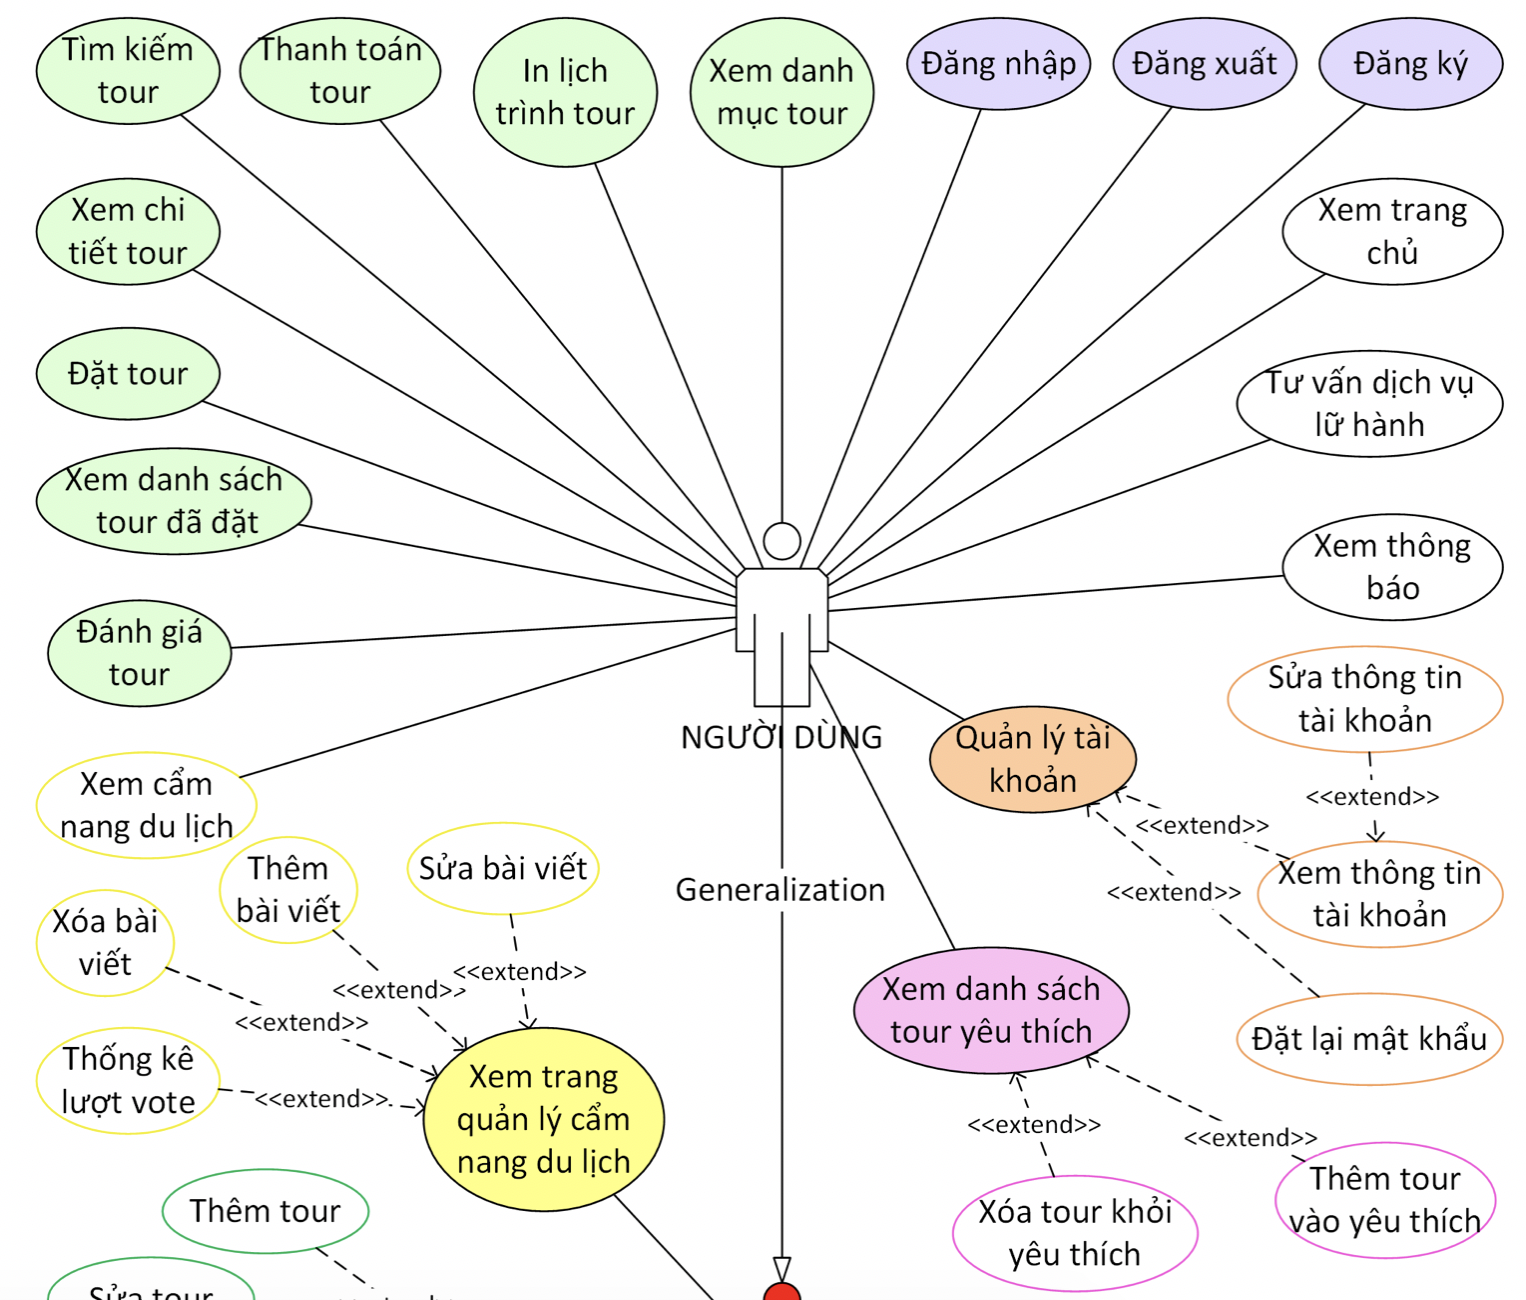 Tìm kiếm
tour
Thanh toán
tour
In lịch
trình tour
Xem danh
mục tour
Đăng nhập
Đăng xuất
Đăng ký
Xem chi
tiết tour
Xem trang
chủ
Đặt tour
Tư vấn dịch vụ
lữ hành
Xem danh sách
tour đã đặt
Xem thông
báo
Đánh giá
tour
NGƯỜI DÙNG
Quản lý tài
khoản
Sửa thông tin
tài khoản
<<extend>>
<<extend>>
<<extend>>
Xem thông tin
tài khoản
Đặt lại mật khẩu
Xem cẩm
nang du lịch
Thêm
bài viết
Sửa bài viết
Generalization
Xóa bài
viết
<<extend>>
<<extend>>
<<extend>>
Thống kê
lượt vote
<<extend>>
Xem trang
quản lý cẩm
nang du lịch
Xem danh sách
tour yêu thích
<<extend>>
<<extend>>
Xóa tour khỏi
yêu thích
Thêm tour
vào yêu thích
Thêm tour
Sửa tour